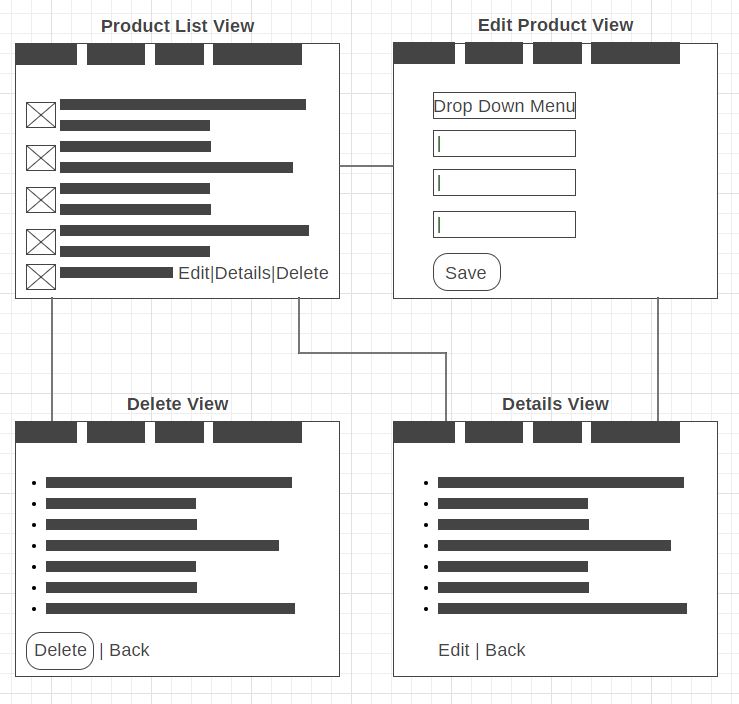 Product List View
Edit|Details|Delete
Edit Product View
Drop Down Menu
Save
Delete View
Delete | Back
Details View
Edit | Back